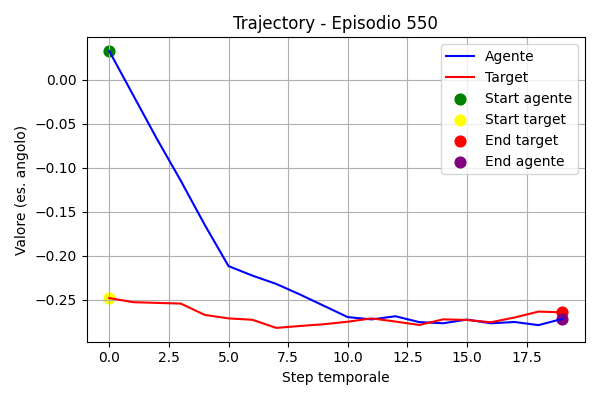 Trajectory - Episodio 550
Valore (es. angolo)
0.00
−0.05
−0.10
−0.15
−0.20
−0.25
Agente
Target
Start agente
Start target
End target
End agente
0.0 2.5 5.0 7.5 10.0 12.5 15.0 17.5
Step temporale